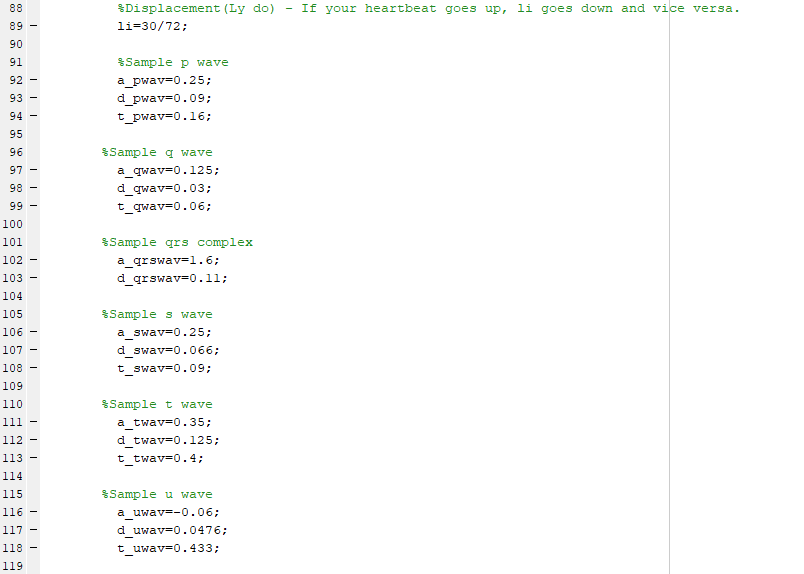 88 %Displacement(Ly do) - If your heartbeat goes up, li goes down and vice versa.
89 - li=30/72;
90
91 %Sample p wave
92 - a_pwav=0.25;
93 - d_pwav=0.09;
94 - t_pwav=0.16;
95
96 %Sample q wave
97 - a_qwav=0.125;
98 - d_qwav=0.03;
99 - t_qwav=0.06;
100
101 %Sample qrs complex
102 - a_qrswav=1.6;
103 - d_qrswav=0.11;
104
105 %Sample s wave
106 - a_swav=0.25;
107 - d_swav=0.066;
108 - t_swav=0.09;
109
110 %Sample t wave
111 - a_twav=0.35;
112 - d_twav=0.125;
113 - t_twav=0.4;
114
115 %Sample u wave
116 - a_uwav=-0.06;
117 - d_uwav=0.0476;
118 - t_uwav=0.433;
119